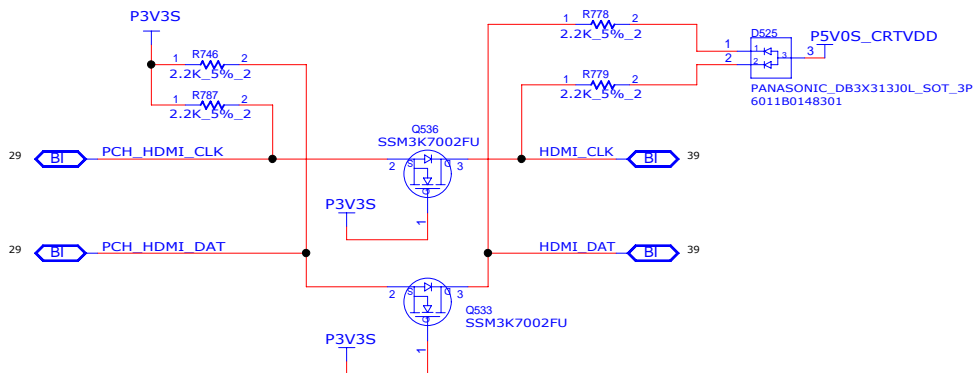 P3V3S
1 R746 2
2.2K_5%_2
1 R787 2
2.2K_5%_2
1 R778 2
2.2K_5%_2
1 R779 2
2.2K_5%_2
D525
1 1
2 2
3 3
P5V0S_CRTVDD
PANASONIC_DB3X313J0L_SOT_3P
6011B0148301
Q536
SSM3K7002FU
29 BI PCH_HDMI_CLK
2 S D 3
G
1
HDMI_CLK BI 39
P3V3S
29 BI PCH_HDMI_DAT
HDMI_DAT BI 39
2 S D 3
G
1
Q533
SSM3K7002FU
P3V3S